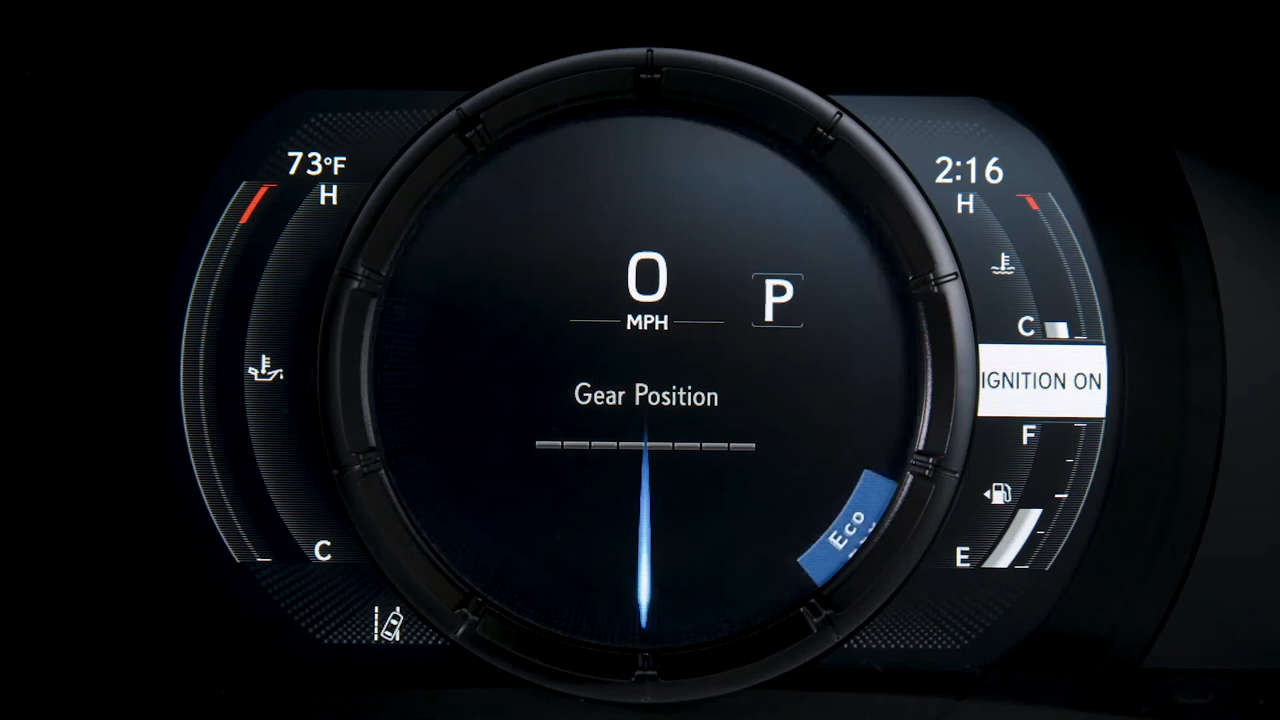 73°F
2:16
H
H
0
MPH
P
C
IGNITION ON
Gear Position
F
Eco
C
E